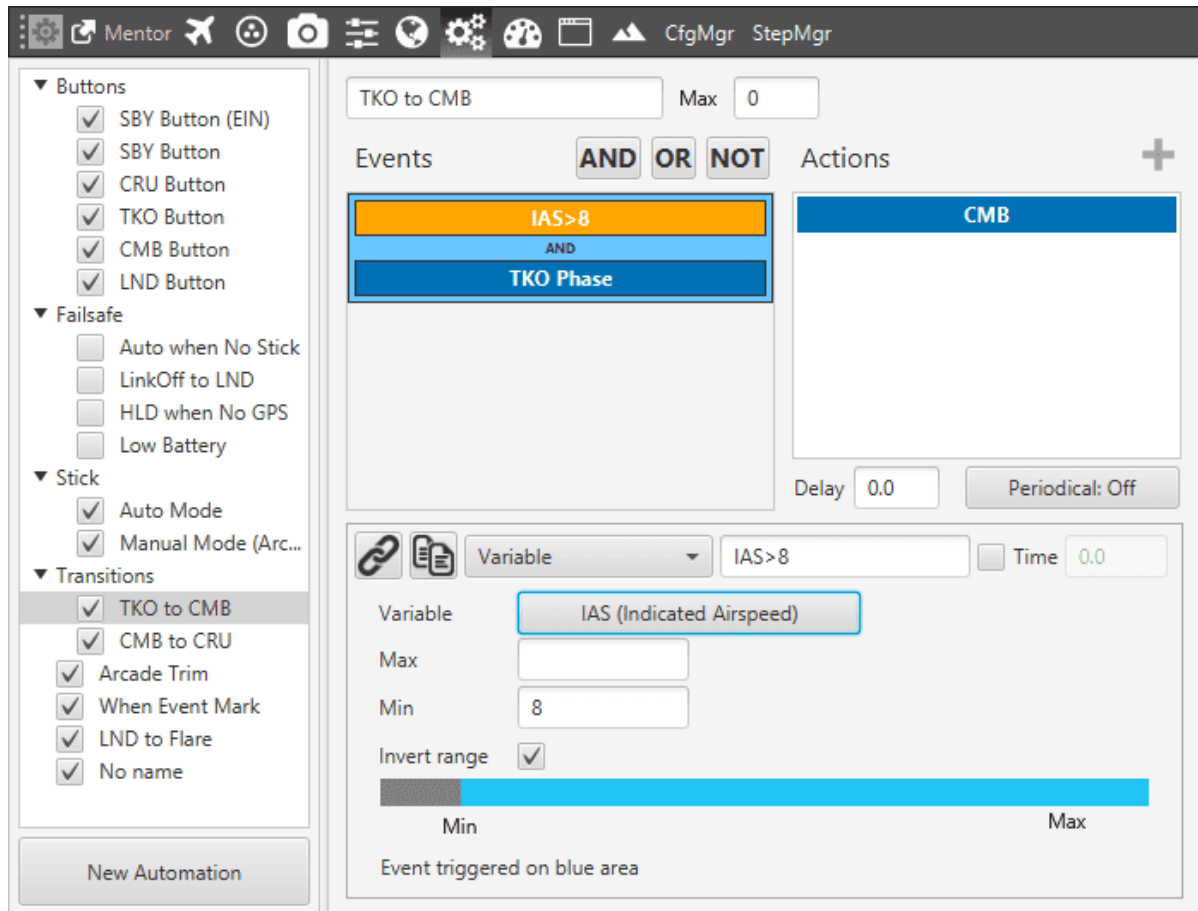 Mentor CfgMgr StepMgr
Buttons
SBY Button (EIN)
SBY Button
CRU Button
TKO Button
CMB Button
LND Button
Failsafe
Auto when No Stick
LinkOff to LND
HLD when No GPS
Low Battery
Stick
Auto Mode
Manual Mode (Arc...
Transitions
TKO to CMB
CMB to CRU
Arcade Trim
When Event Mark
LND to Flare
No name
New Automation
TKO to CMB Max 0
Events AND OR NOT Actions
IAS>8
AND
TKO Phase
CMB
Delay 0.0 Periodical: Off
Variable IAS>8 Time 0.0
Variable IAS (Indicated Airspeed)
Max
Min 8
Invert range
Min Max
Event triggered on blue area